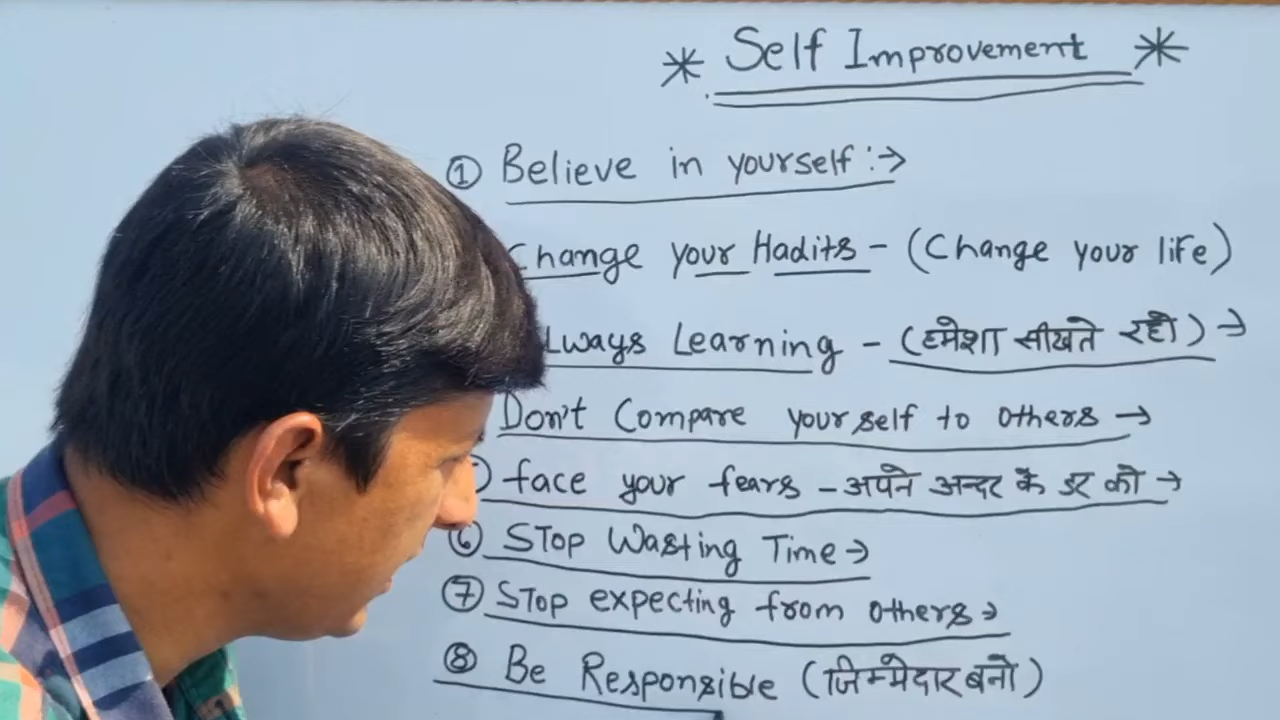 * Self Improvement *
① Believe in yourself :→
Change your Hadits - (Change your life)
Always Learning - (हमेशा सीखते रहो) →
Don't Compare yourself to others →
face your fears - अपने अन्दर के डर को →
⑥ Stop Wasting Time →
⑦ Stop expecting from others →
⑧ Be Responsible (जिम्मेदार बनो)